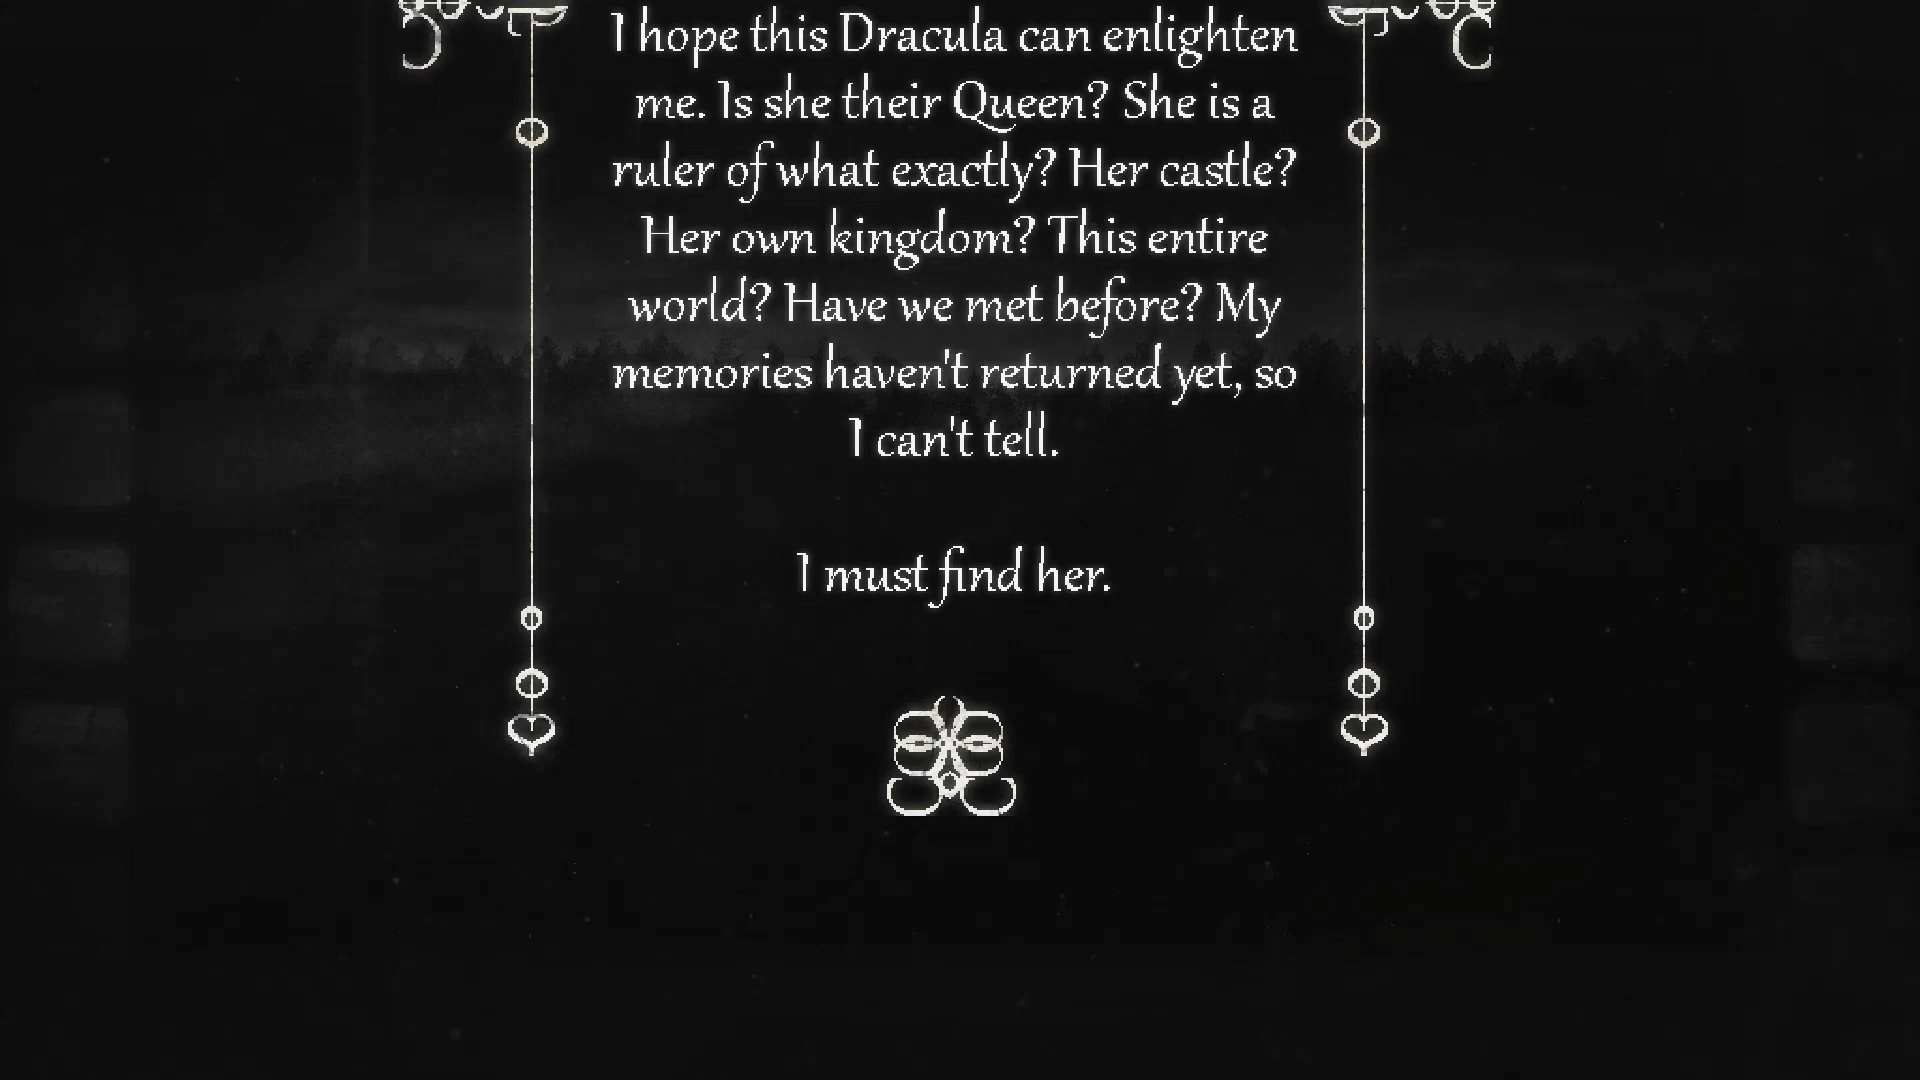 I hope this Dracula can enlighten
me. Is she their Queen? She is a
ruler of what exactly? Her castle?
Her own kingdom? This entire
world? Have we met before? My
memories haven't returned yet, so
I can't tell.
I must find her.